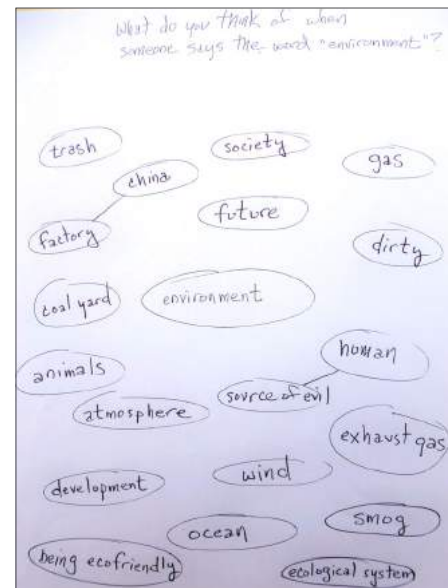 What do you think of when
someone says the word "environment"?
trash
society
gas
china
future
factory
dirty
coal yard
environment
human
animals
source of evil
atmosphere
exhaust gas
wind
development
smog
ocean
being ecofriendly
ecological system